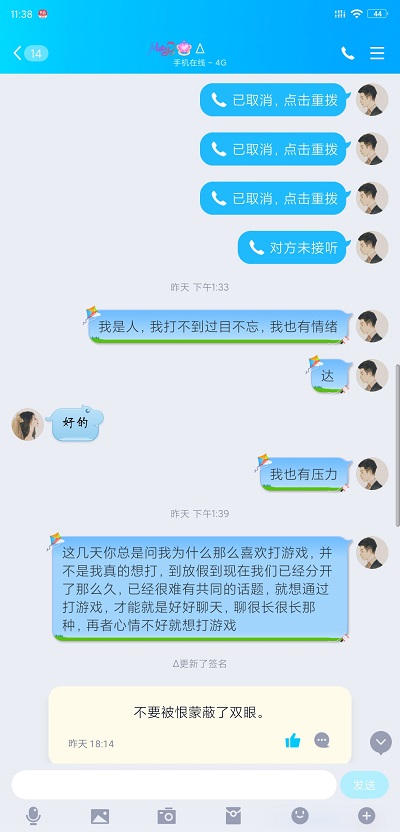 11:38
44
14
Δ
手机在线 - 4G
已取消，点击重拨
已取消，点击重拨
已取消，点击重拨
对方未接听
昨天 下午1:33
我是人，我打不到过目不忘，我也有情绪
达
好的
我也有压力
昨天 下午1:39
这几天你总是问我为什么那么喜欢打游戏，并
不是我真的想打，到放假到现在我们已经分开
了那么久，已经很难有共同的话题，就想通过
打游戏，才能就是好好聊天，聊很长很长那
种，再者心情不好就想打游戏
Δ更新了签名
不要被恨蒙蔽了双眼。
昨天 18:14
发送